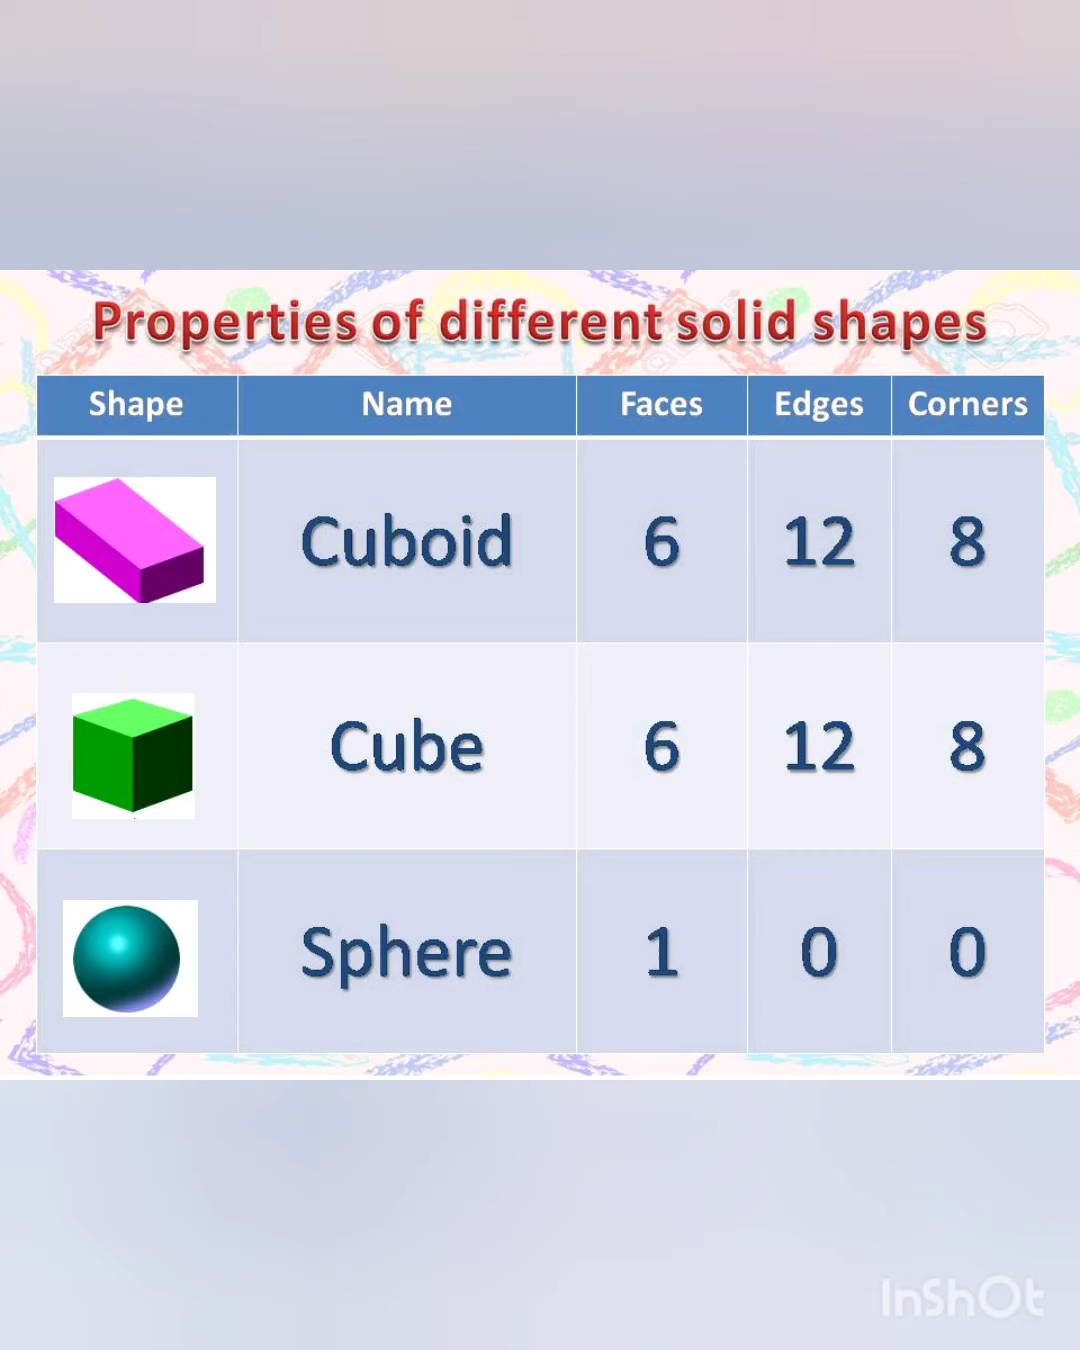 Properties of different solid shapes
Shape Name Faces Edges Corners
Cuboid 6 12 8
Cube 6 12 8
Sphere 1 0 0
InShOt